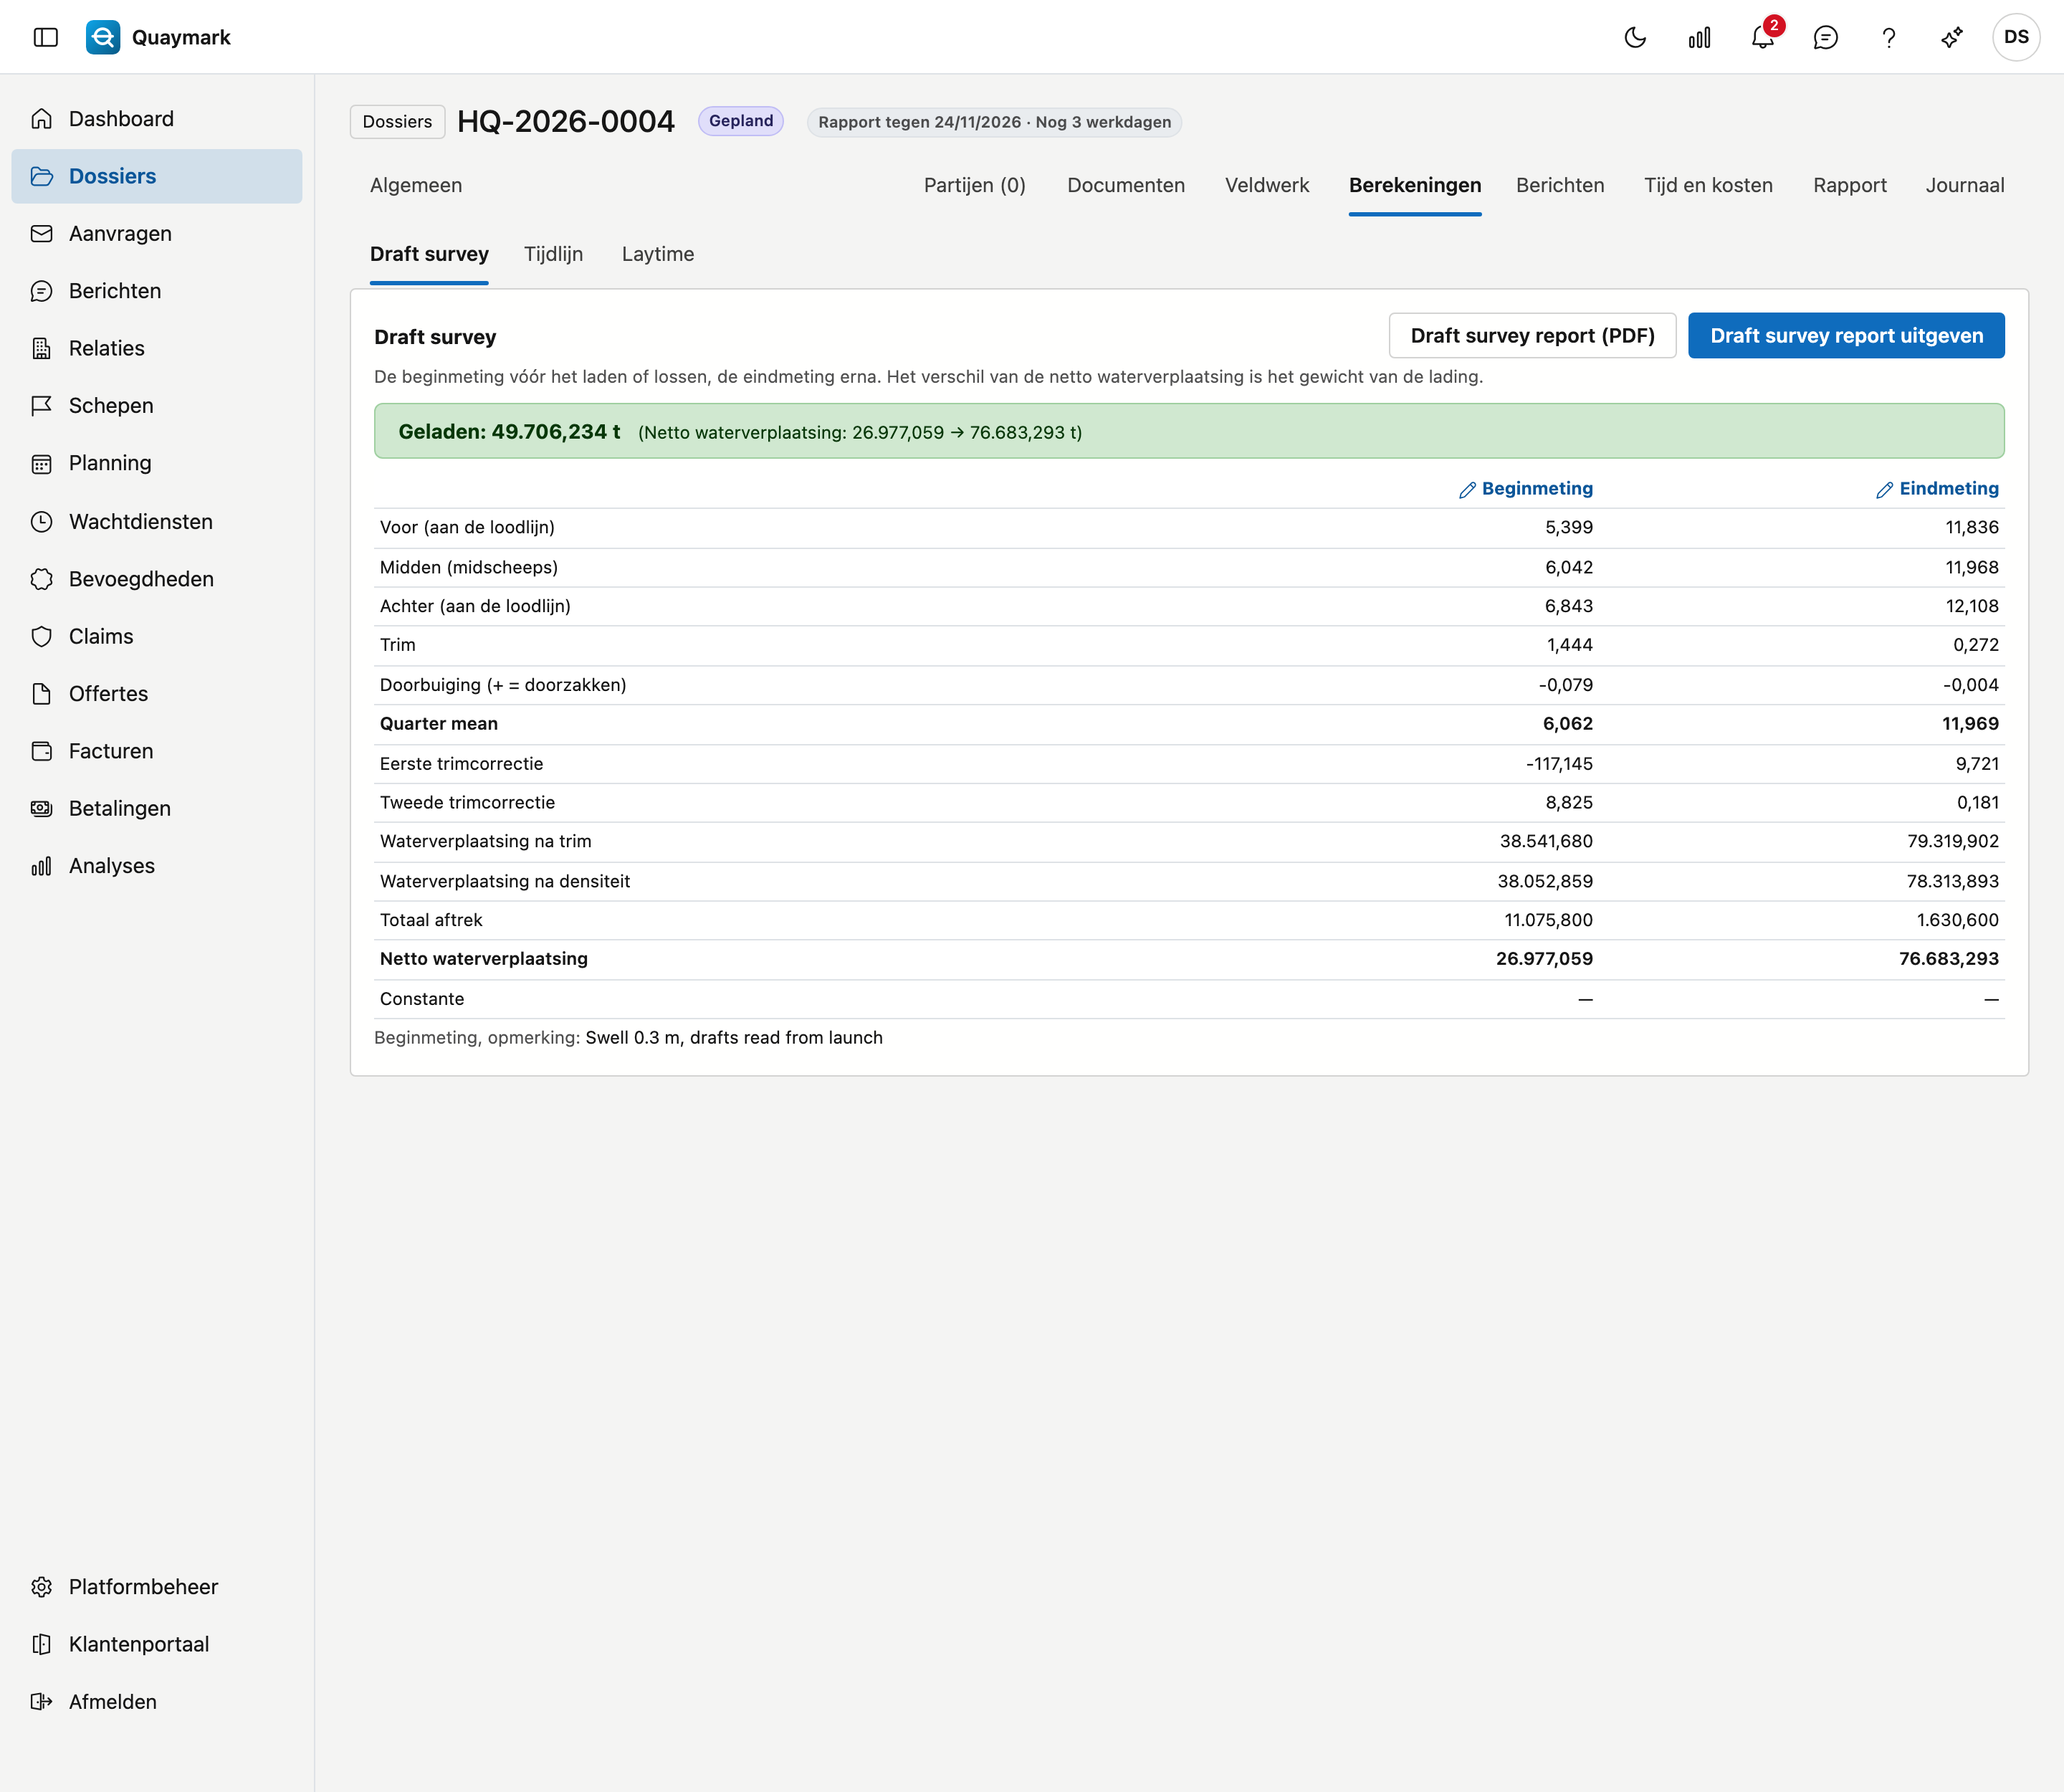 Quaymark
2
DS
Dashboard
Dossiers
Aanvragen
Berichten
Relaties
Schepen
Planning
Wachtdiensten
Bevoegdheden
Claims
Offertes
Facturen
Betalingen
Analyses
Platformbeheer
Klantenportaal
Afmelden
Dossiers HQ-2026-0004 Gepland Rapport tegen 24/11/2026 · Nog 3 werkdagen
Algemeen Partijen (0) Documenten Veldwerk Berekeningen Berichten Tijd en kosten Rapport Journaal
Draft survey Tijdlijn Laytime
Draft survey Draft survey report (PDF) Draft survey report uitgeven
De beginmeting vóór het laden of lossen, de eindmeting erna. Het verschil van de netto waterverplaatsing is het gewicht van de lading.
Geladen: 49.706,234 t (Netto waterverplaatsing: 26.977,059 → 76.683,293 t)
Beginmeting Eindmeting
Voor (aan de loodlijn) 5,399 11,836
Midden (midscheeps) 6,042 11,968
Achter (aan de loodlijn) 6,843 12,108
Trim 1,444 0,272
Doorbuiging (+ = doorzakken) -0,079 -0,004
Quarter mean 6,062 11,969
Eerste trimcorrectie -117,145 9,721
Tweede trimcorrectie 8,825 0,181
Waterverplaatsing na trim 38.541,680 79.319,902
Waterverplaatsing na densiteit 38.052,859 78.313,893
Totaal aftrek 11.075,800 1.630,600
Netto waterverplaatsing 26.977,059 76.683,293
Constante — —
Beginmeting, opmerking: Swell 0.3 m, drafts read from launch